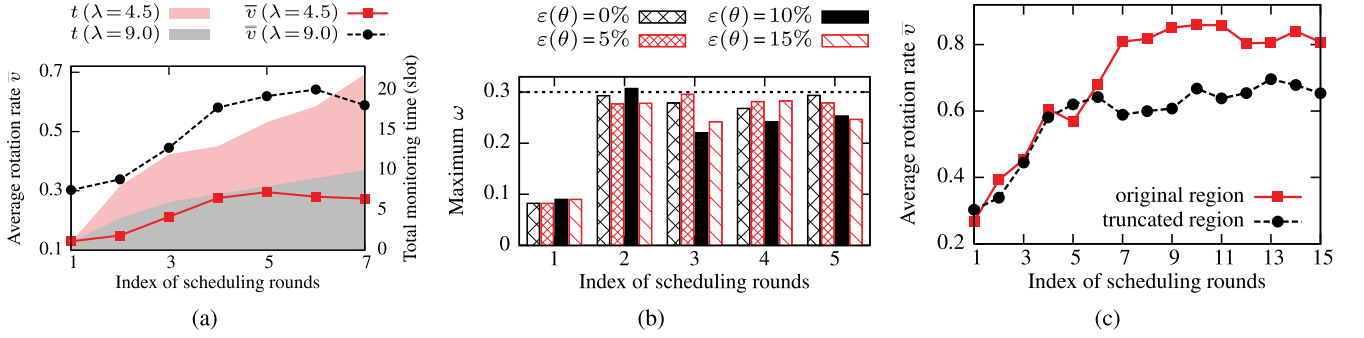 t (λ=4.5) v̅ (λ=4.5)
t (λ=9.0) v̅ (λ=9.0)
Average rotation rate v̅
0.7
0.5
0.3
0.1
Total monitoring time (slot)
20
15
10
5
0
1 3 5 7
Index of scheduling rounds
(a)
ε(θ)=0% ε(θ)=10%
ε(θ)=5% ε(θ)=15%
Maximum ω
0.3
0.2
0.1
0
1 2 3 4 5
Index of scheduling rounds
(b)
Average rotation rate v̅
0.8
0.6
0.4
0.2
original region
truncated region
1 3 5 7 9 11 13 15
Index of scheduling rounds
(c)